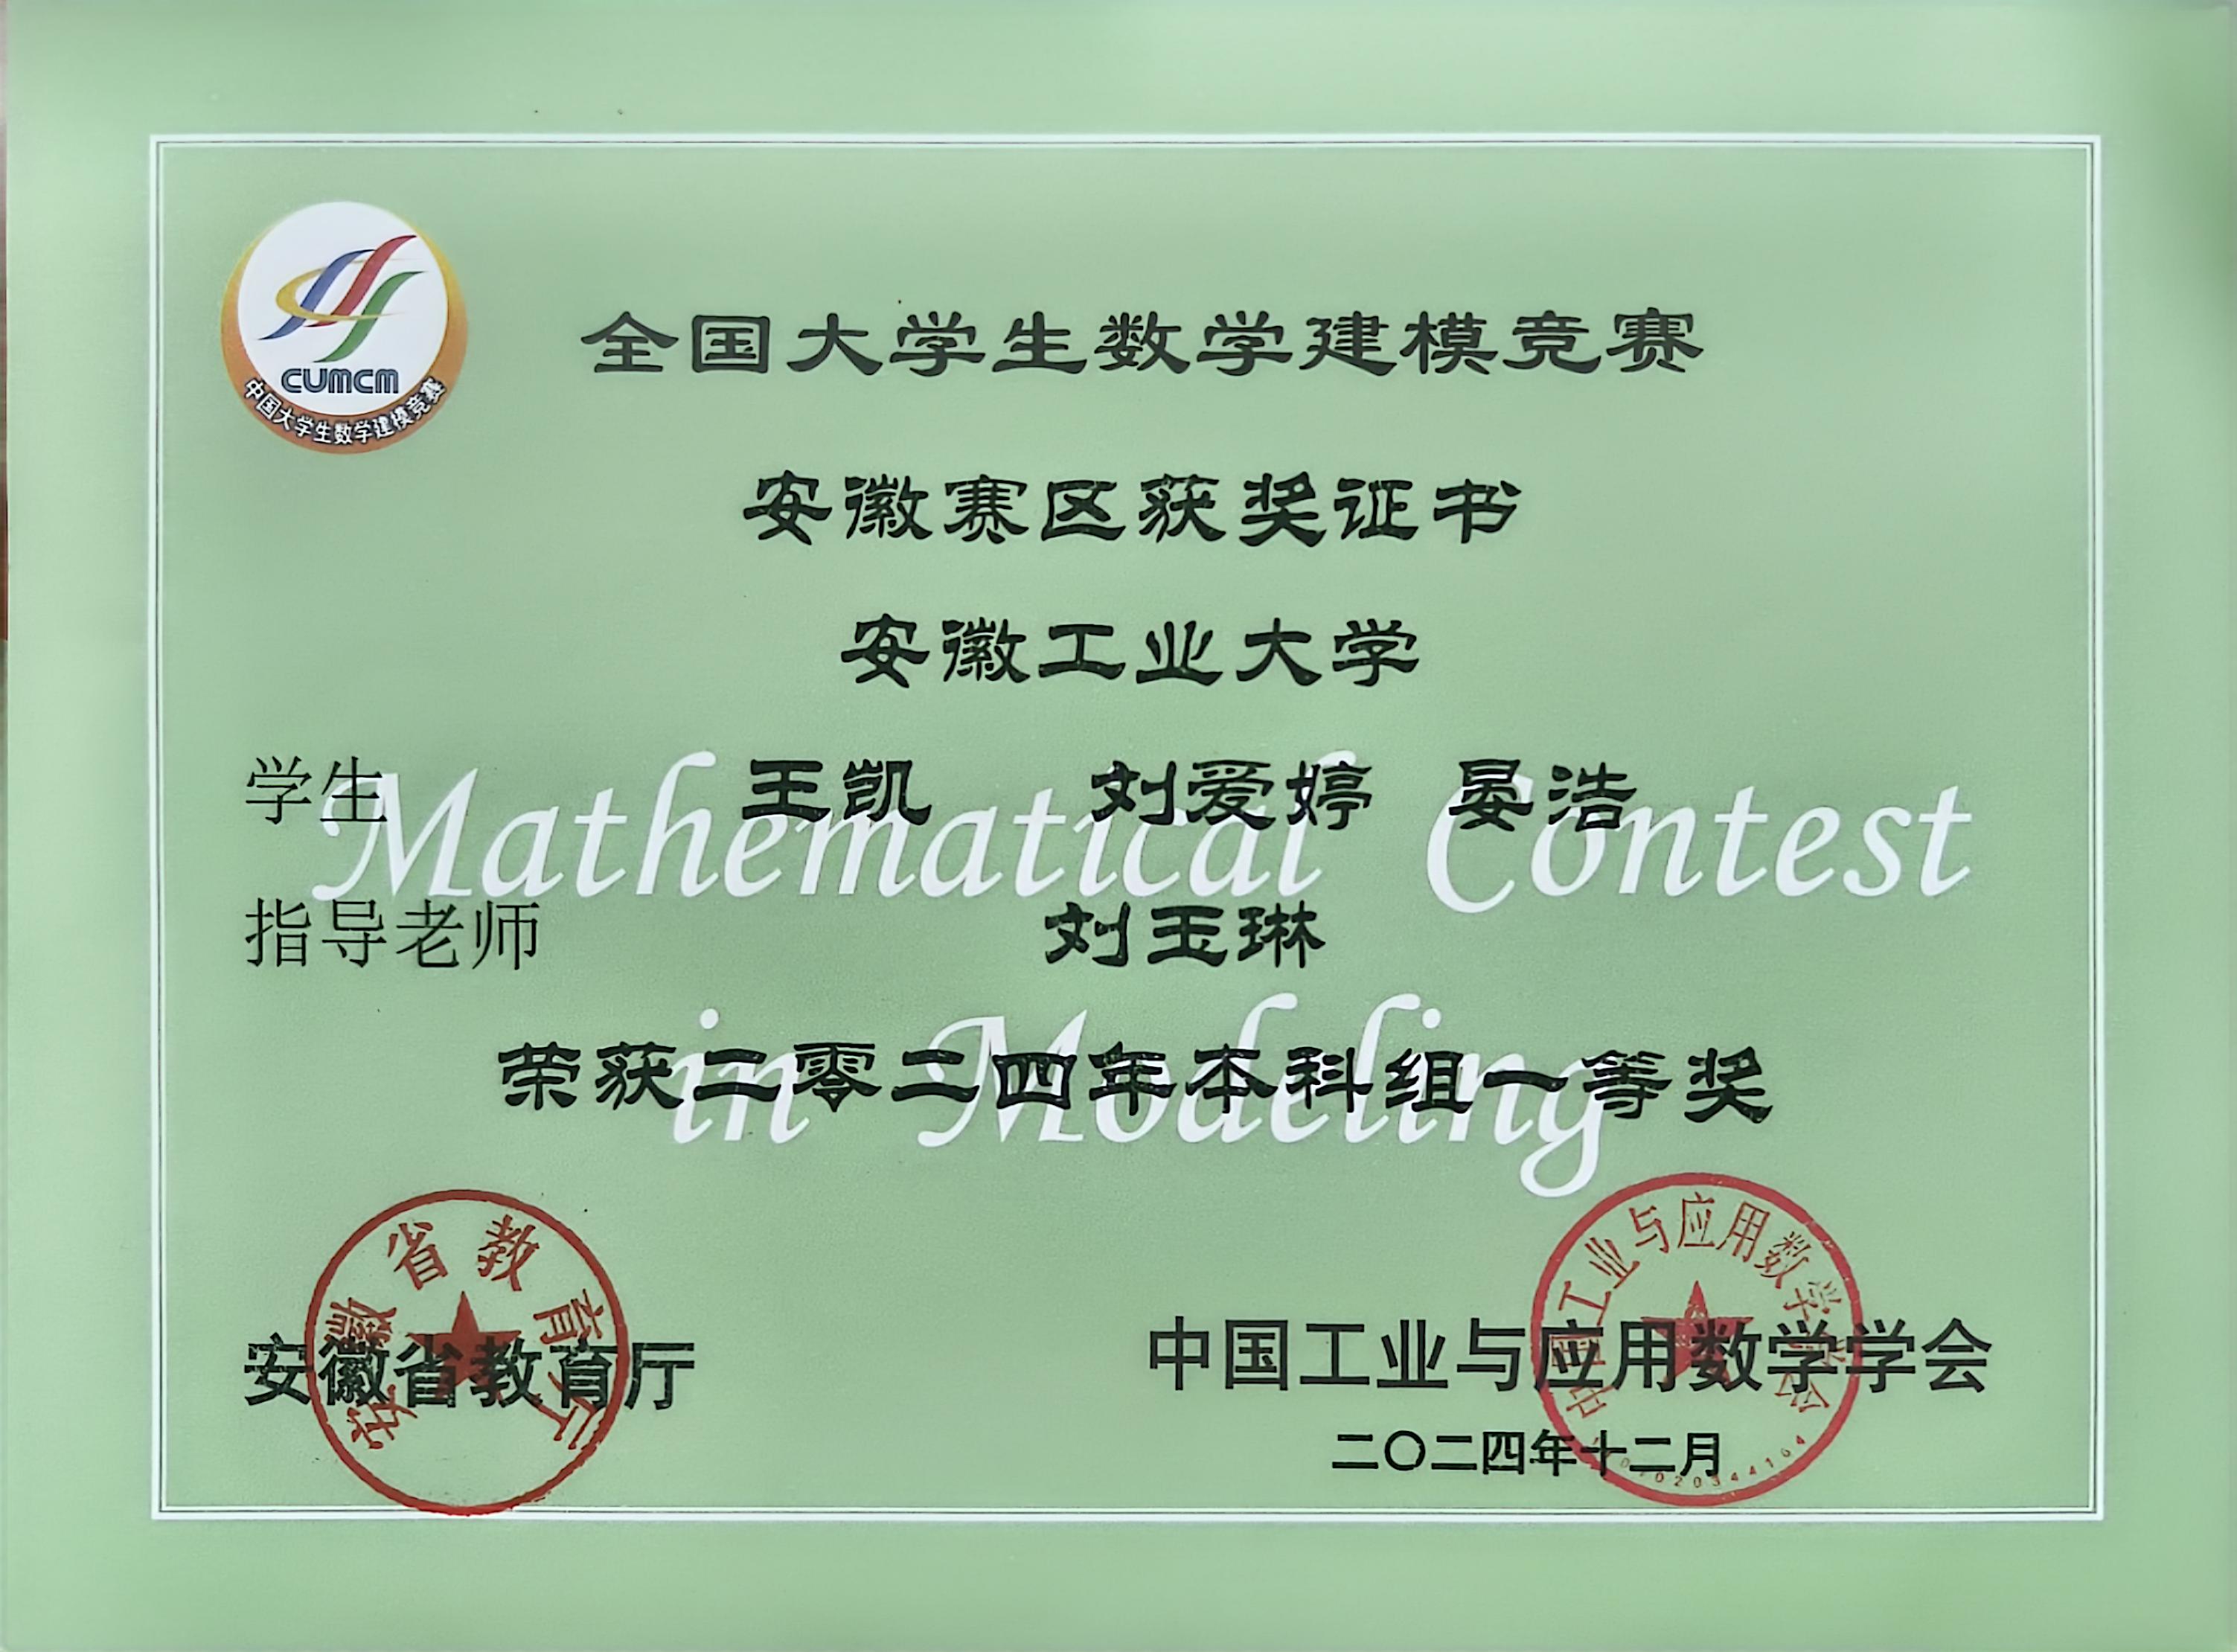 CUMCM
中国大学生数学建模竞赛
全国大学生数学建模竞赛
安徽赛区获奖证书
安徽工业大学
学生 王凯 刘爱婷 晏浩
Mathematical Contest
指导老师 刘玉琳
in Modeling
荣获二零二四年本科组一等奖
安徽省教育厅
安徽省教育厅
中国工业与应用数学学会
中国工业与应用数学学会
二〇二四年十二月